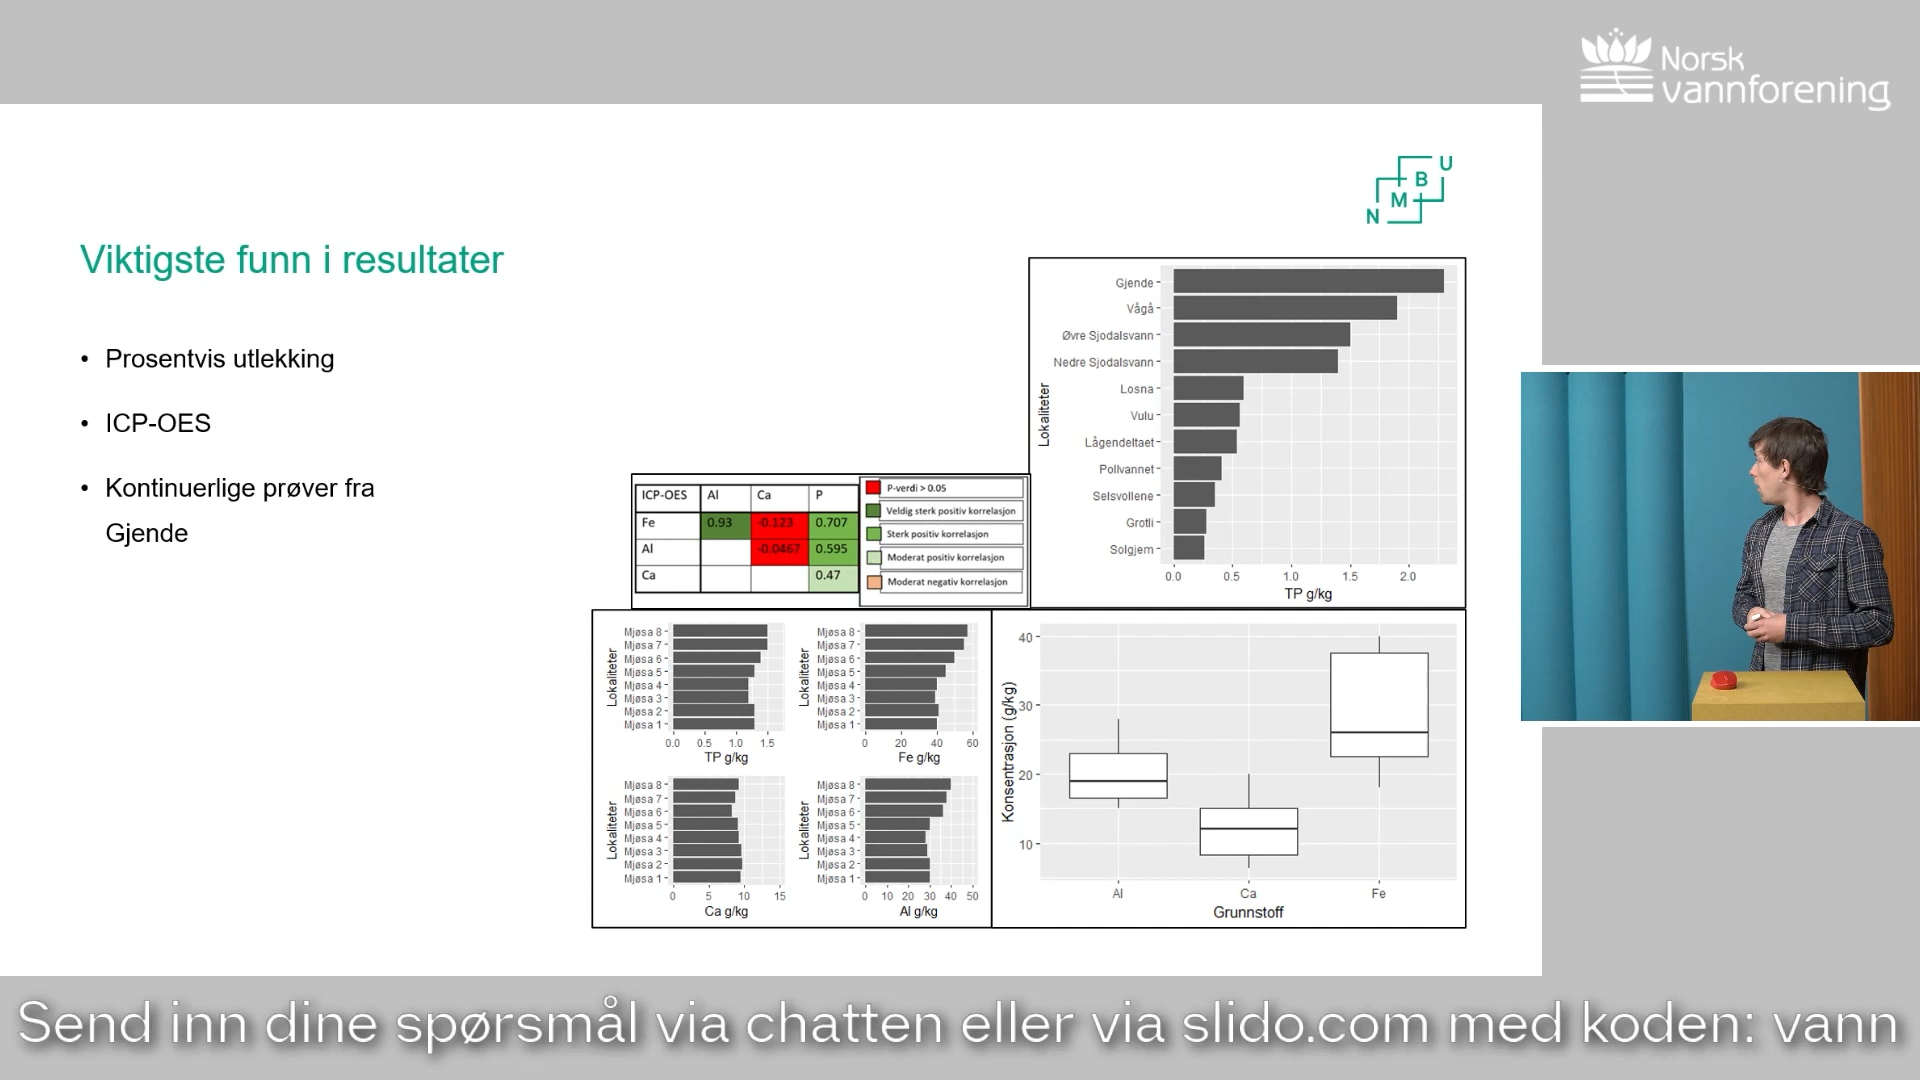 Norsk
vannforening
N M B U
Viktigste funn i resultater
• Prosentvis utlekking
• ICP-OES
• Kontinuerlige prøver fra
Gjende
Lokaliteter
Gjende
Vågå
Øvre Sjodalsvann
Nedre Sjodalsvann
Losna
Vulu
Lågendeltaet
Pollvannet
Selsvollene
Grotli
Solgjem
0.0 0.5 1.0 1.5 2.0
TP g/kg
ICP-OES Al Ca P
Fe 0.93 -0.123 0.707
Al -0.0467 0.595
Ca 0.47
P-verdi > 0.05
Veldig sterk positiv korrelasjon
Sterk positiv korrelasjon
Moderat positiv korrelasjon
Moderat negativ korrelasjon
Lokaliteter
Mjøsa 8
Mjøsa 7
Mjøsa 6
Mjøsa 5
Mjøsa 4
Mjøsa 3
Mjøsa 2
Mjøsa 1
0.0 0.5 1.0 1.5
TP g/kg
Lokaliteter
Mjøsa 8
Mjøsa 7
Mjøsa 6
Mjøsa 5
Mjøsa 4
Mjøsa 3
Mjøsa 2
Mjøsa 1
0 20 40 60
Fe g/kg
Lokaliteter
Mjøsa 8
Mjøsa 7
Mjøsa 6
Mjøsa 5
Mjøsa 4
Mjøsa 3
Mjøsa 2
Mjøsa 1
0 5 10 15
Ca g/kg
Lokaliteter
Mjøsa 8
Mjøsa 7
Mjøsa 6
Mjøsa 5
Mjøsa 4
Mjøsa 3
Mjøsa 2
Mjøsa 1
0 10 20 30 40 50
Al g/kg
Konsentrasjon (g/kg)
40
30
20
10
Al Ca Fe
Grunnstoff
Send inn dine spørsmål via chatten eller via slido.com med koden: vann